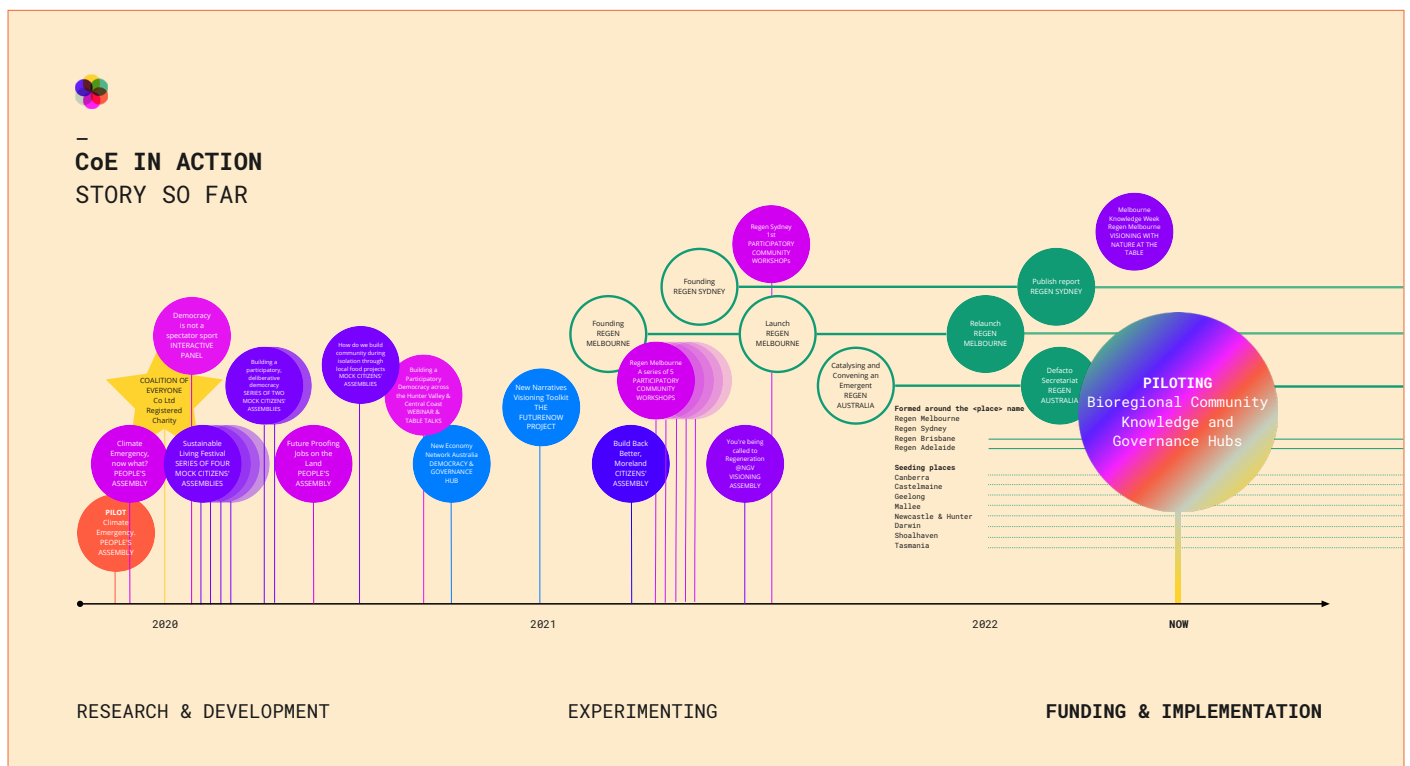 –
CoE IN ACTION
STORY SO FAR
Democracy
is not a
spectator sport
INTERACTIVE
PANEL
COALITION OF
EVERYONE
Co Ltd
Registered
Charity
Climate
Emergency,
now what?
PEOPLE'S
ASSEMBLY
PILOT
Climate
Emergency.
PEOPLE'S
ASSEMBLY
Sustainable
Living Festival
SERIES OF FOUR
MOCK CITIZENS'
ASSEMBLIES
Building a
participatory,
deliberative
democracy
SERIES OF TWO
MOCK CITIZENS'
ASSEMBLIES
Future Proofing
Jobs on the
Land
PEOPLE'S
ASSEMBLY
How do we build
community during
isolation through
local food projects
MOCK CITIZENS'
ASSEMBLIES
Building a
Participatory
Democracy across
the Hunter Valley &
Central Coast
WEBINAR &
TABLE TALKS
New Economy
Network Australia
DEMOCRACY &
GOVERNANCE
HUB
New Narratives
Visioning Toolkit
THE
FUTURENOW
PROJECT
Founding
REGEN
MELBOURNE
Build Back
Better,
Moreland
CITIZENS'
ASSEMBLY
Regen Melbourne
A series of 5
PARTICIPATORY
COMMUNITY
WORKSHOPS
Founding
REGEN SYDNEY
Regen Sydney
1st
PARTICIPATORY
COMMUNITY
WORKSHOPs
Launch
REGEN
MELBOURNE
You're being
called to
Regeneration
@NGV
VISIONING
ASSEMBLY
Catalysing and
Convening an
Emergent
REGEN
AUSTRALIA
Formed around the <place> name
Regen Melbourne
Regen Sydney
Regen Brisbane
Regen Adelaide
Seeding places
Canberra
Castelmaine
Geelong
Mallee
Newcastle & Hunter
Darwin
Shoalhaven
Tasmania
Relaunch
REGEN
MELBOURNE
Publish report
REGEN SYDNEY
Defacto
Secretariat
REGEN
AUSTRALIA
Melbourne
Knowledge Week
Regen Melbourne
VISIONING WITH
NATURE AT THE
TABLE
PILOTING
Bioregional Community
Knowledge and
Governance Hubs
2020
2021
2022
NOW
RESEARCH & DEVELOPMENT
EXPERIMENTING
FUNDING & IMPLEMENTATION